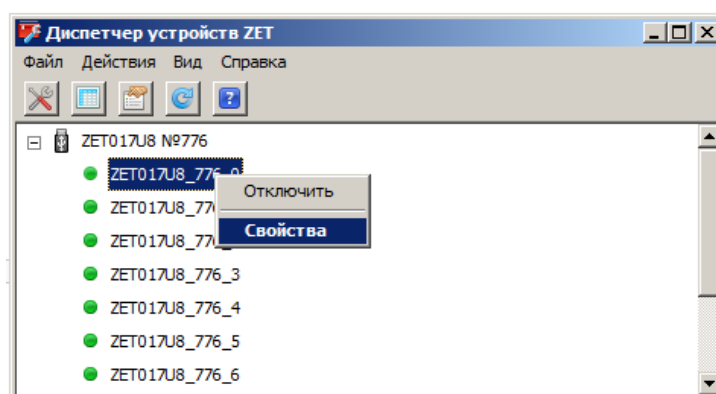 Диспетчер устройств ZET
Файл Действия Вид Справка
ZET017U8 №776
ZET017U8_776_0
Отключить
ZET017U8_77
Свойства
ZET017U8_77
ZET017U8_776_3
ZET017U8_776_4
ZET017U8_776_5
ZET017U8_776_6